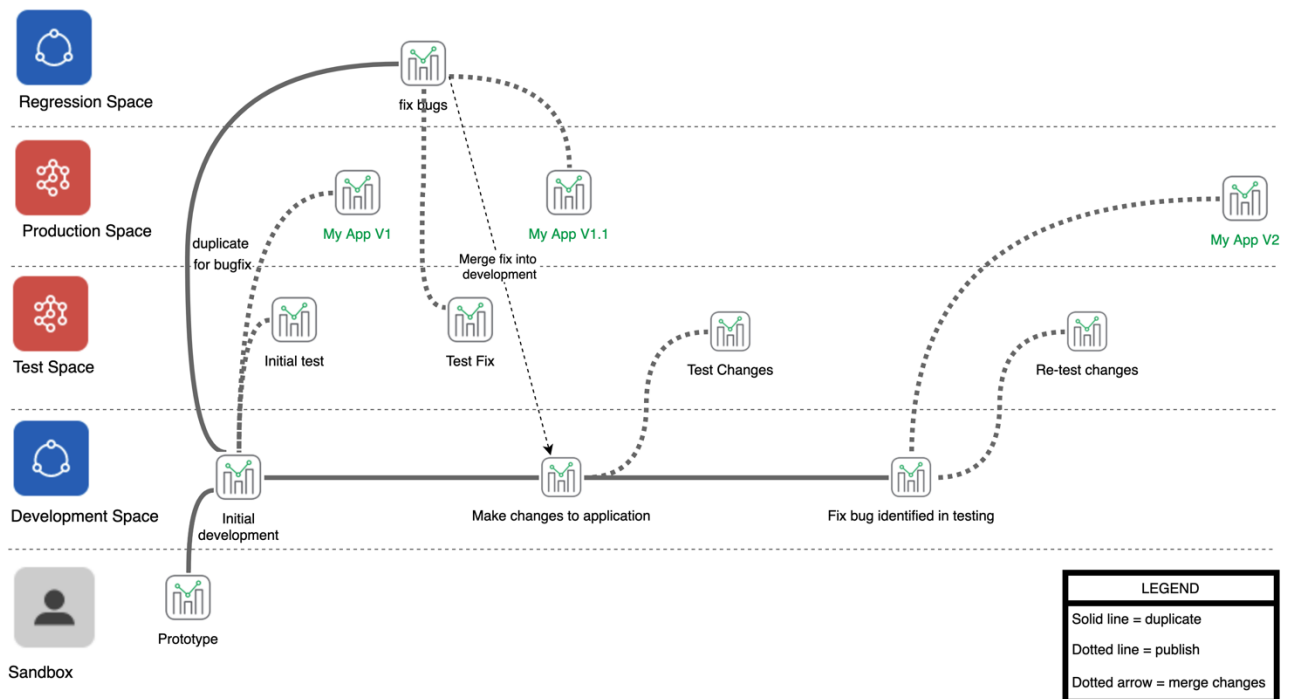 Regression Space
fix bugs
Production Space
My App V1
My App V1.1
My App V2
duplicate
for bugfix
Merge fix into
development
Test Space
Initial test
Test Fix
Test Changes
Re-test changes
Development Space
Initial
development
Make changes to application
Fix bug identified in testing
Sandbox
Prototype
LEGEND
Solid line = duplicate
Dotted line = publish
Dotted arrow = merge changes